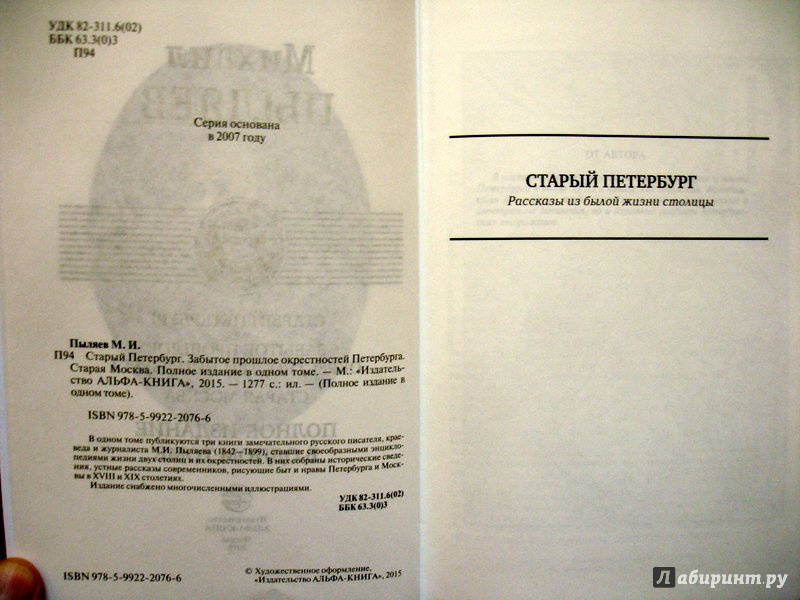 УДК 82-311.6(02)
ББК 63.3(0)3
П94
Михаил
ПЫЛЯЕВ
Серия основана
в 2007 году
Пыляев М. И.
П94 Старый Петербург. Забытое прошлое окрестностей Петербурга.
Старая Москва. Полное издание в одном томе. — М.: «Издатель-
ство АЛЬФА-КНИГА», 2015. — 1277 с.: ил. — (Полное издание в
одном томе).
ISBN 978-5-9922-2076-6
В одном томе публикуются три книги замечательного русского писателя, крае-
веда и журналиста М.И. Пыляева (1842—1899), ставшие своеобразными энцикло-
педиями жизни двух столиц и их окрестностей. В них собраны исторические сведе-
ния, устные рассказы современников, рисующие быт и нравы Петербурга и Моск-
вы в XVIII и XIX столетиях.
Издание снабжено многочисленными иллюстрациями.
УДК 82-311.6(02)
ББК 63.3(0)3
ISBN 978-5-9922-2076-6
© Художественное оформление,
«Издательство АЛЬФА-КНИГА», 2015
ОТ АВТОРА
СТАРЫЙ ПЕТЕРБУРГ
Рассказы из былой жизни столицы
Лабиринт.ру